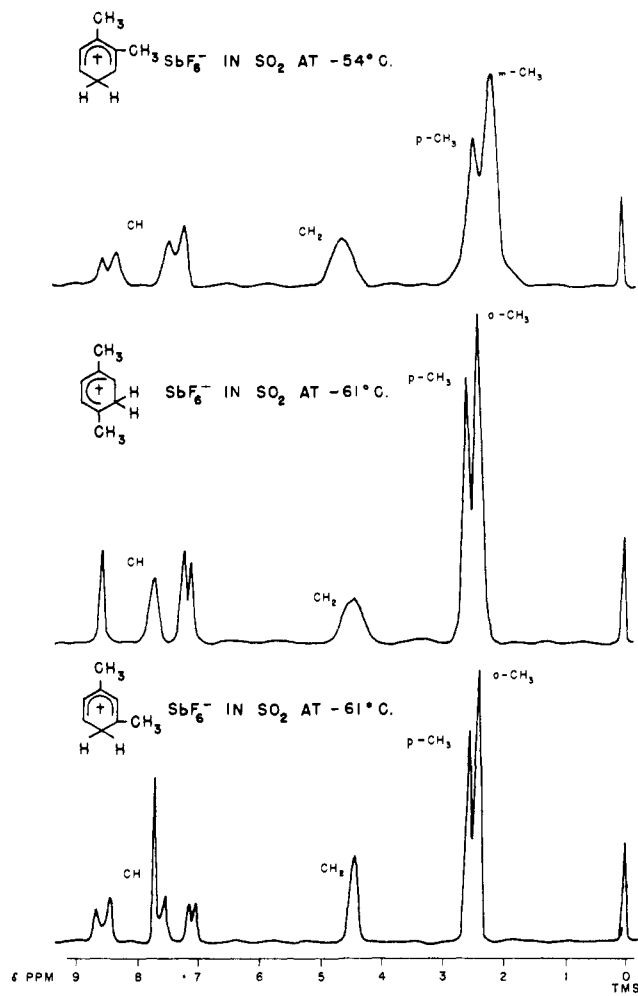 CH₃
CH₃
+
H H
SbF₆⁻ IN SO₂ AT -54°C.
m-CH₃
p-CH₃
CH
CH₂
CH₃
+
H
H
CH₃
SbF₆⁻ IN SO₂ AT -61°C.
o-CH₃
p-CH₃
CH
CH₂
CH₃
+
CH₃
H H
SbF₆⁻ IN SO₂ AT -61°C.
o-CH₃
p-CH₃
CH
CH₂
δ PPM 9 8 7 6 5 4 3 2 1 0
TMS